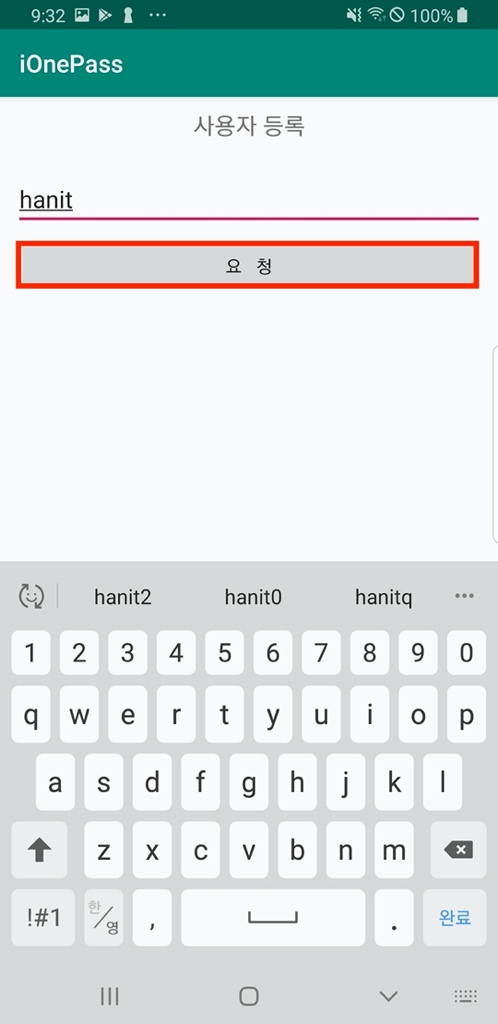 9:32 ... 100%
iOnePass
사용자 등록
hanit
요 청
hanit2 hanit0 hanitq ...
1 2 3 4 5 6 7 8 9 0
q w e r t y u i o p
a s d f g h j k l
z x c v b n m
!#1 한/영 , . 완료